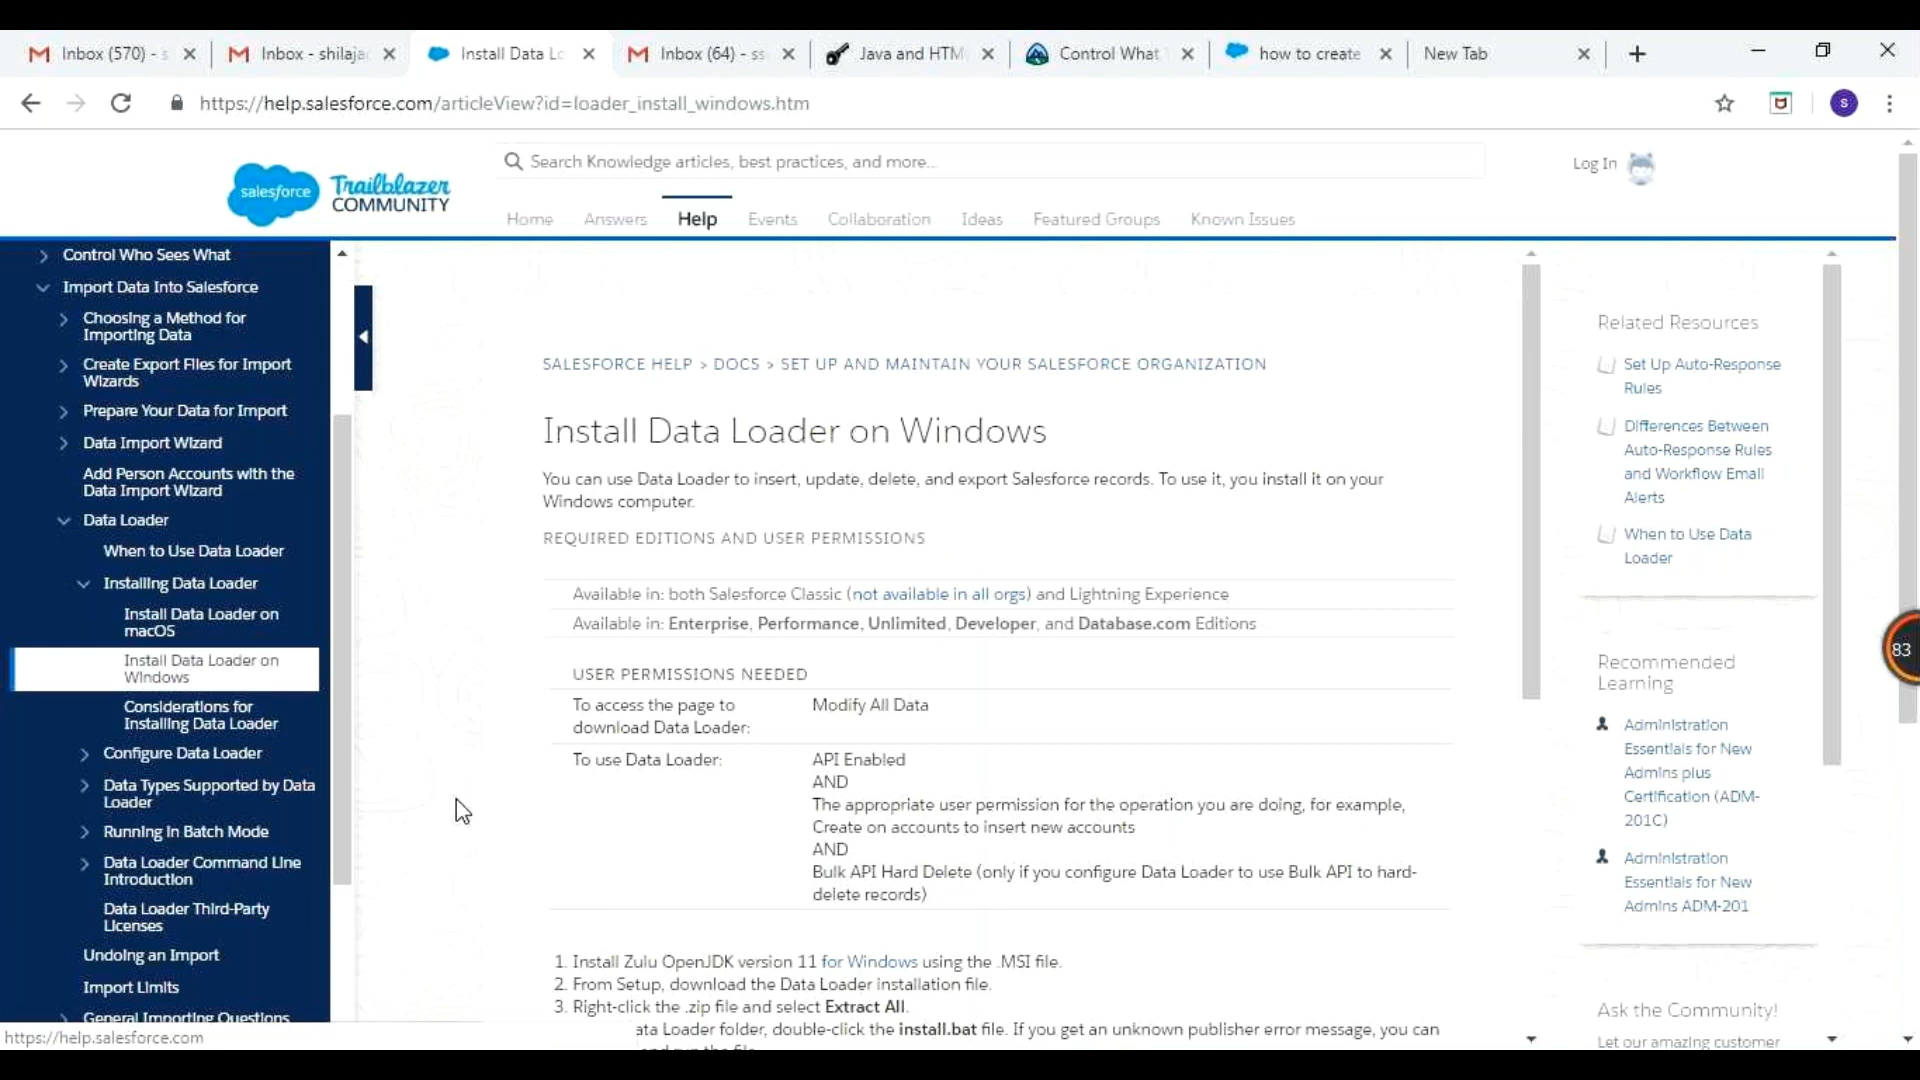 Inbox (570) - s
Inbox - shilaja
Install Data Lo
Inbox (64) - ss
Java and HTM
Control What
how to create
New Tab
https://help.salesforce.com/articleView?id=loader_install_windows.htm
s
salesforce
Trailblazer
COMMUNITY
Search Knowledge articles, best practices, and more...
Log In
Home
Answers
Help
Events
Collaboration
Ideas
Featured Groups
Known Issues
Control Who Sees What
Import Data Into Salesforce
Choosing a Method for
Importing Data
Create Export Files for Import
Wizards
Prepare Your Data for Import
Data Import Wizard
Add Person Accounts with the
Data Import Wizard
Data Loader
When to Use Data Loader
Installing Data Loader
Install Data Loader on
macOS
Install Data Loader on
Windows
Considerations for
Installing Data Loader
Configure Data Loader
Data Types Supported by Data
Loader
Running in Batch Mode
Data Loader Command Line
Introduction
Data Loader Third-Party
Licenses
Undoing an Import
Import Limits
General Importing Questions
https://help.salesforce.com
SALESFORCE HELP > DOCS > SET UP AND MAINTAIN YOUR SALESFORCE ORGANIZATION
Install Data Loader on Windows
You can use Data Loader to insert, update, delete, and export Salesforce records. To use it, you install it on your
Windows computer.
REQUIRED EDITIONS AND USER PERMISSIONS
Available in: both Salesforce Classic (not available in all orgs) and Lightning Experience
Available in: Enterprise, Performance, Unlimited, Developer, and Database.com Editions
USER PERMISSIONS NEEDED
To access the page to
download Data Loader:
Modify All Data
To use Data Loader:
API Enabled
AND
The appropriate user permission for the operation you are doing, for example,
Create on accounts to insert new accounts
AND
Bulk API Hard Delete (only if you configure Data Loader to use Bulk API to hard-
delete records)
1. Install Zulu OpenJDK version 11 for Windows using the .MSI file.
2. From Setup, download the Data Loader installation file.
3. Right-click the .zip file and select Extract All.
ata Loader folder, double-click the install.bat file. If you get an unknown publisher error message, you can
Related Resources
Set Up Auto-Response
Rules
Differences Between
Auto-Response Rules
and Workflow Email
Alerts
When to Use Data
Loader
Recommended
Learning
Administration
Essentials for New
Admins plus
Certification (ADM-
201C)
Administration
Essentials for New
Admins ADM-201
Ask the Community!
Let our amazing customer
83